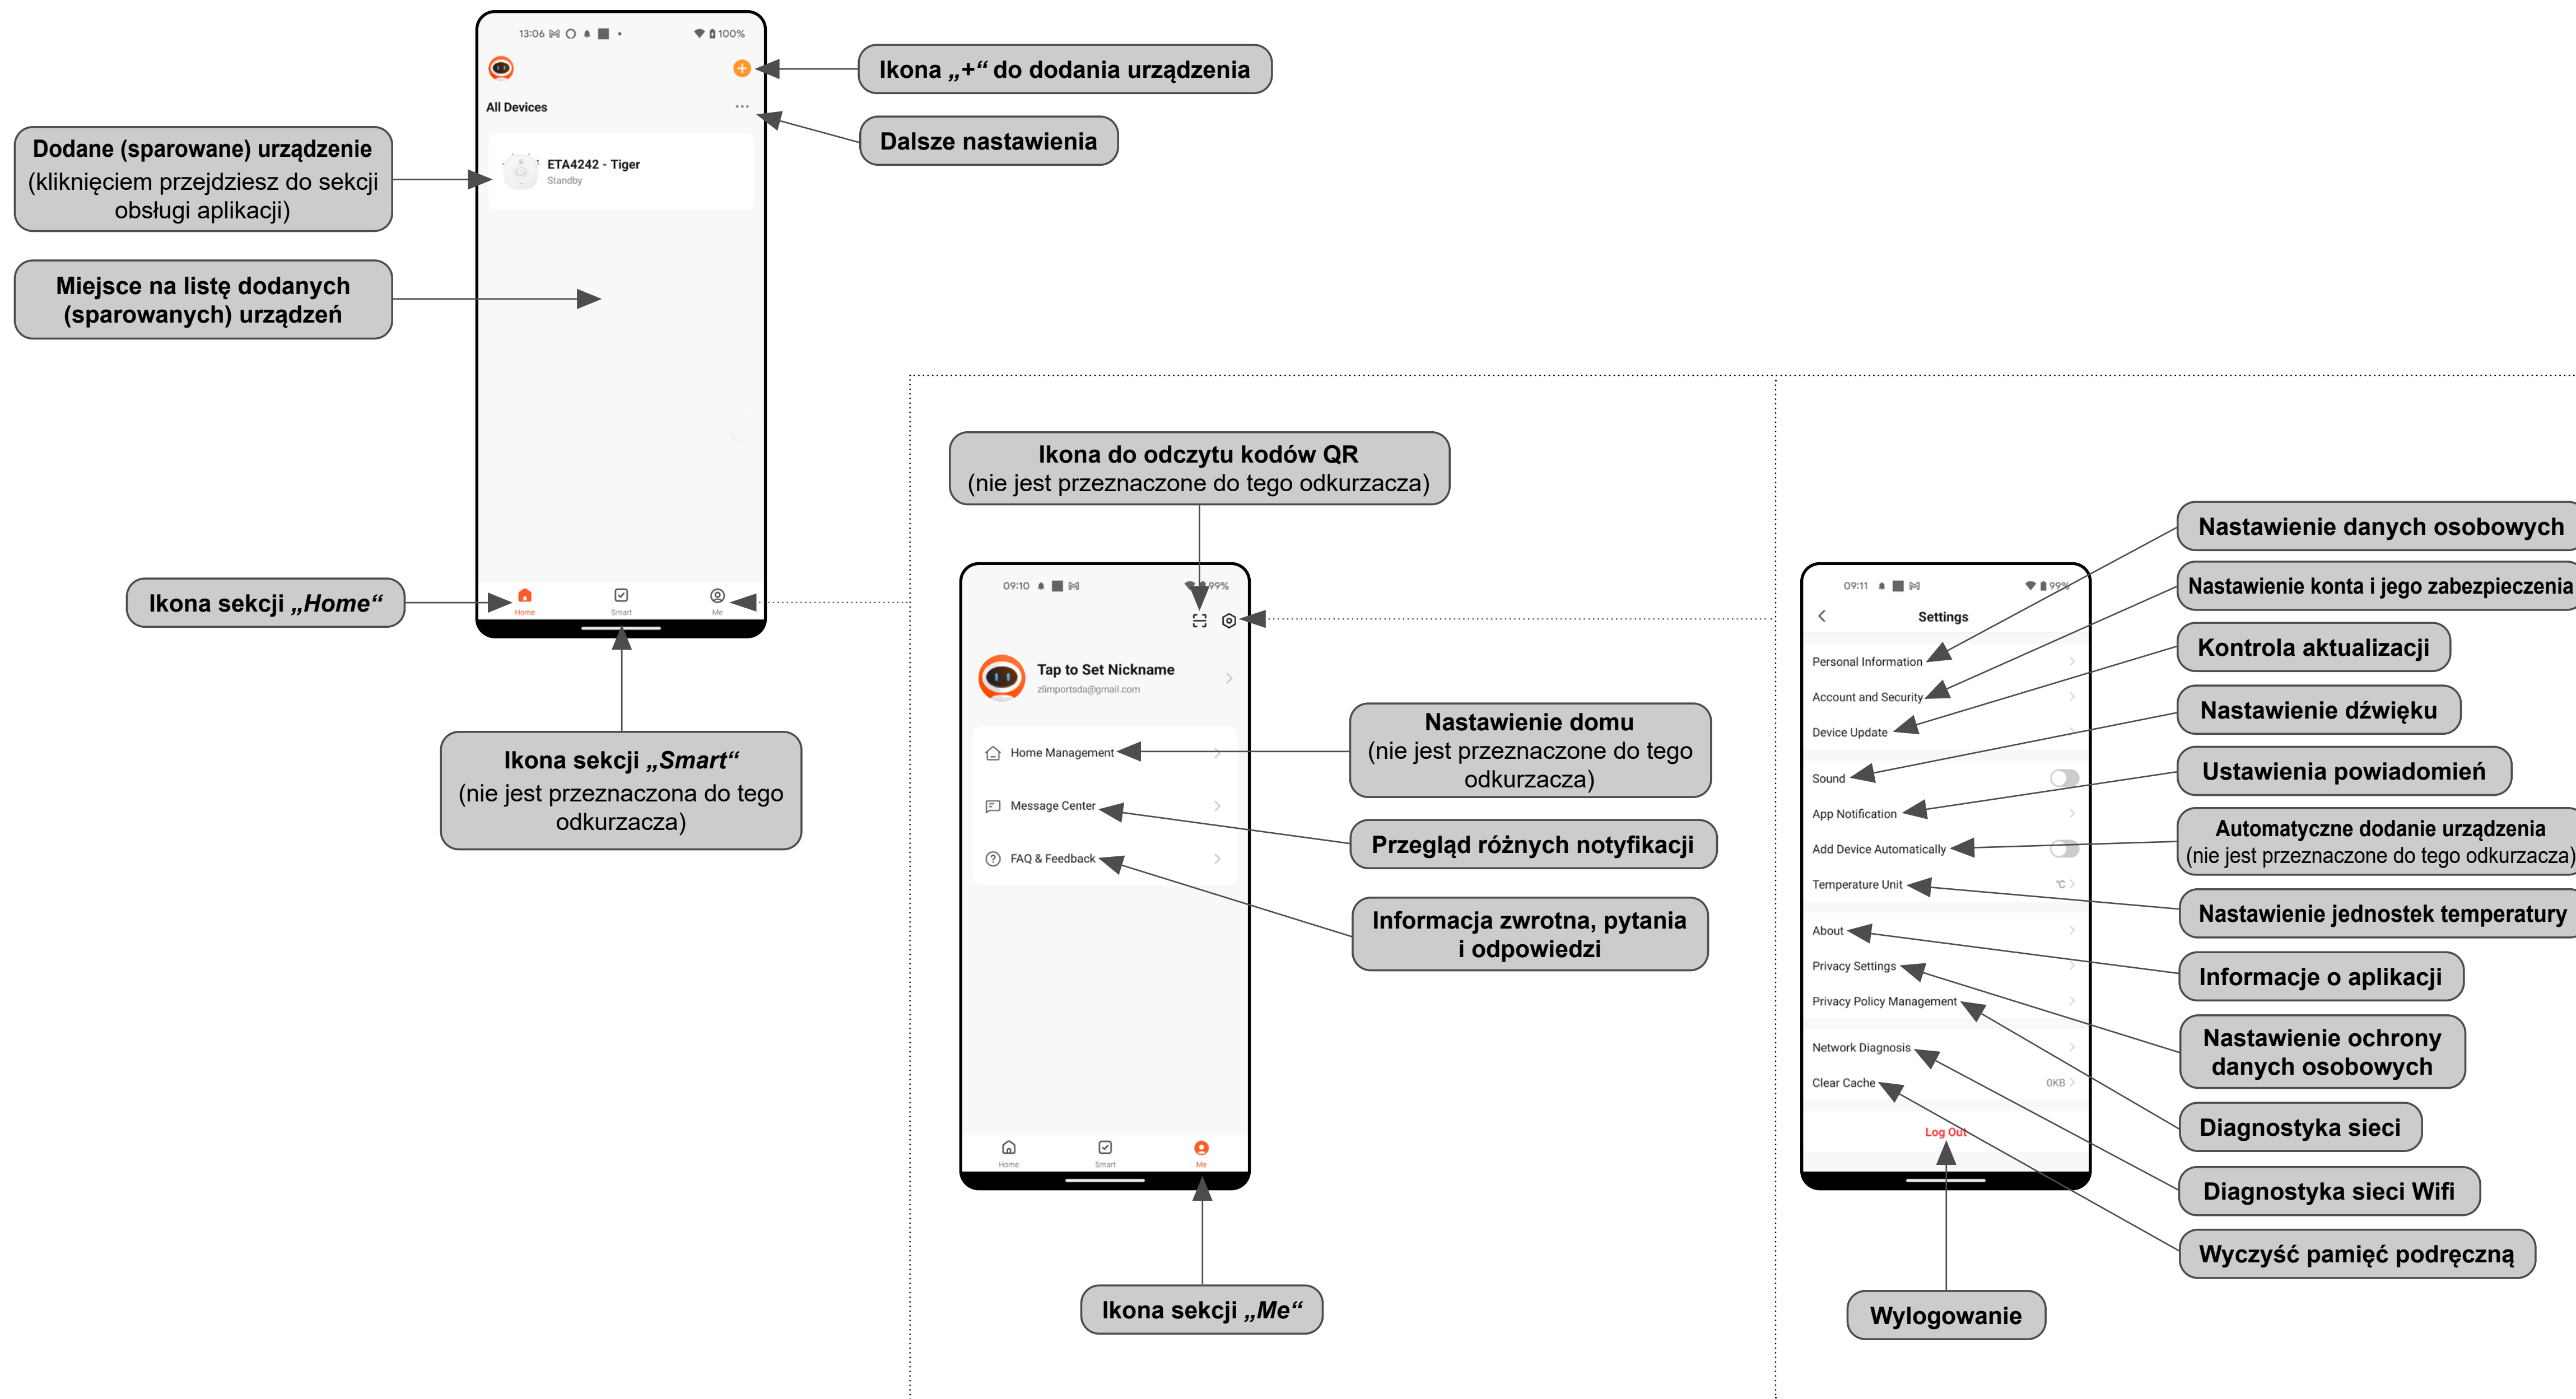 13:06
100%
All Devices
ETA4242 - Tiger
Standby
Home
Smart
Me
Ikona „+“ do dodania urządzenia
Dalsze nastawienia
Dodane (sparowane) urządzenie
(kliknięciem przejdziesz do sekcji
obsługi aplikacji)
Miejsce na listę dodanych
(sparowanych) urządzeń
Ikona sekcji „Home“
Ikona sekcji „Smart“
(nie jest przeznaczona do tego
odkurzacza)
Ikona do odczytu kodów QR
(nie jest przeznaczone do tego odkurzacza)
09:10
99%
Tap to Set Nickname
zlimportsda@gmail.com
Home Management
Message Center
FAQ & Feedback
Home
Smart
Me
Nastawienie domu
(nie jest przeznaczone do tego
odkurzacza)
Przegląd różnych notyfikacji
Informacja zwrotna, pytania
i odpowiedzi
Ikona sekcji „Me“
09:11
99%
Settings
Personal Information
Account and Security
Device Update
Sound
App Notification
Add Device Automatically
Temperature Unit
°C
About
Privacy Settings
Privacy Policy Management
Network Diagnosis
Clear Cache
0KB
Log Out
Nastawienie danych osobowych
Nastawienie konta i jego zabezpieczenia
Kontrola aktualizacji
Nastawienie dźwięku
Ustawienia powiadomień
Automatyczne dodanie urządzenia
(nie jest przeznaczone do tego odkurzacza)
Nastawienie jednostek temperatury
Informacje o aplikacji
Nastawienie ochrony
danych osobowych
Diagnostyka sieci
Diagnostyka sieci Wifi
Wyczyść pamięć podręczną
Wylogowanie